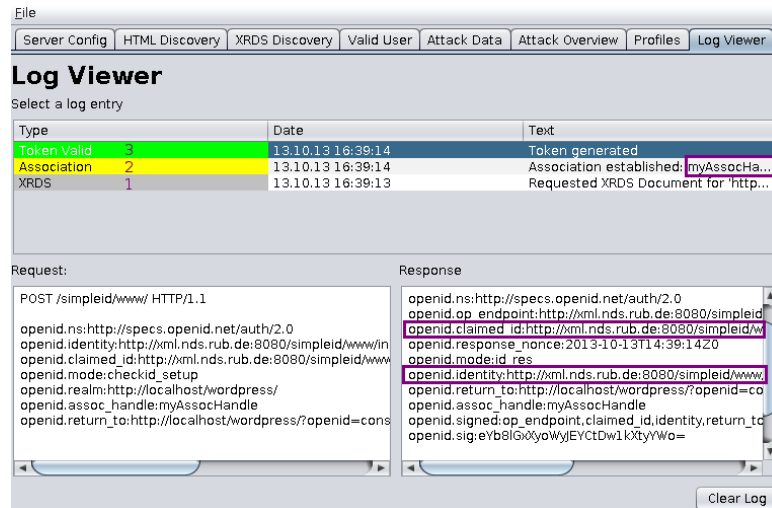 File
Server Config HTML Discovery XRDS Discovery Valid User Attack Data Attack Overview Profiles Log Viewer
Log Viewer
Select a log entry
Type Date Text
Token Valid 3 13.10.13 16:39:14 Token generated
Association 2 13.10.13 16:39:14 Association established: myAssocHa...
XRDS 1 13.10.13 16:39:13 Requested XRDS Document for 'http...
Request:
POST /simpleid/www/ HTTP/1.1
openid.ns:http://specs.openid.net/auth/2.0
openid.identity:http://xml.nds.rub.de:8080/simpleid/www/in
openid.claimed_id:http://xml.nds.rub.de:8080/simpleid/www
openid.mode:checkid_setup
openid.realm:http://localhost/wordpress/
openid.assoc_handle:myAssocHandle
openid.return_to:http://localhost/wordpress/?openid=cons
Response
openid.ns:http://specs.openid.net/auth/2.0
openid.op_endpoint:http://xml.nds.rub.de:8080/simpleid
openid.claimed_id:http://xml.nds.rub.de:8080/simpleid/w
openid.response_nonce:2013-10-13T14:39:14Z0
openid.mode:id_res
openid.identity:http://xml.nds.rub.de:8080/simpleid/www,
openid.return_to:http://localhost/wordpress/?openid=co
openid.assoc_handle:myAssocHandle
openid.signed:op_endpoint,claimed_id,identity,return_to
Clear Log